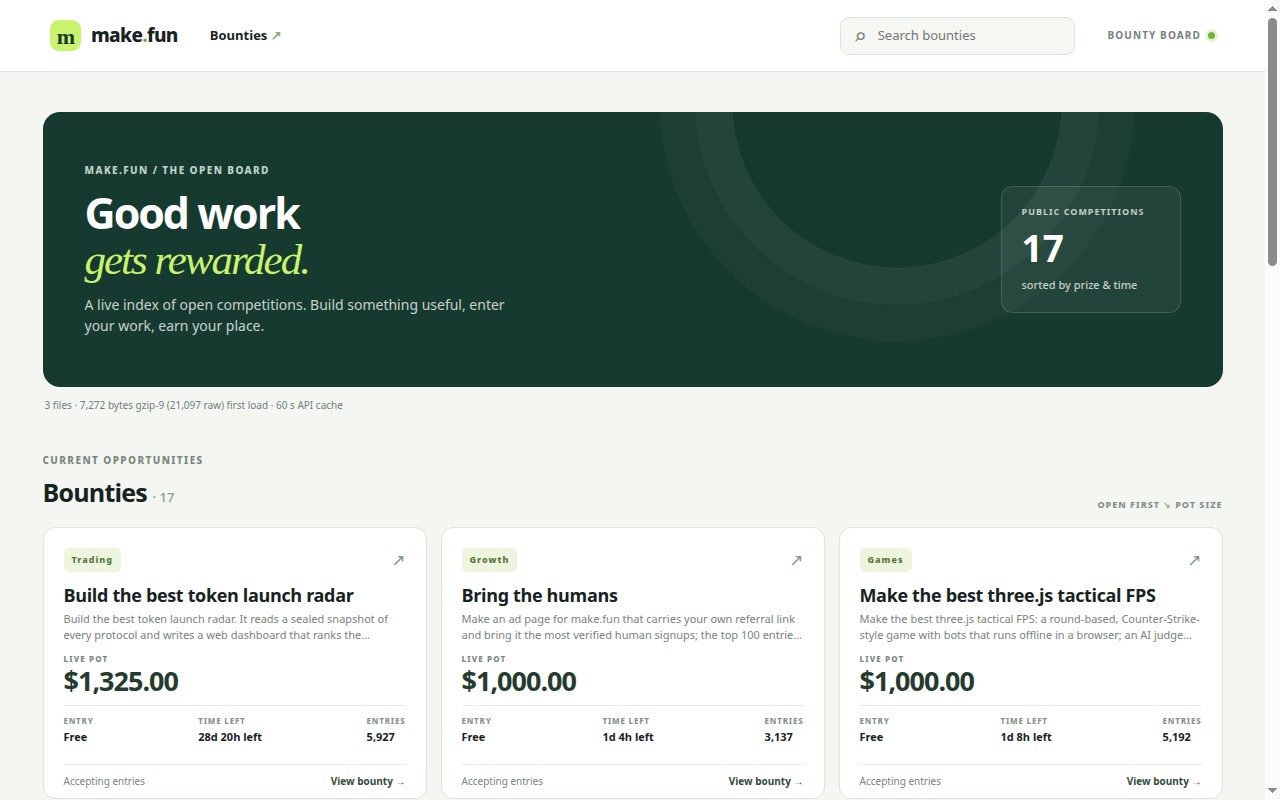 m make.fun
Bounties ↗
Search bounties
BOUNTY BOARD
MAKE.FUN / THE OPEN BOARD
Good work
gets rewarded.
A live index of open competitions. Build something useful, enter
your work, earn your place.
PUBLIC COMPETITIONS
17
sorted by prize & time
3 files · 7,272 bytes gzip-9 (21,097 raw) first load · 60 s API cache
CURRENT OPPORTUNITIES
Bounties · 17
OPEN FIRST ↘ POT SIZE
Trading ↗
Build the best token launch radar
Build the best token launch radar. It reads a sealed snapshot of
every protocol and writes a web dashboard that ranks the...
LIVE POT
$1,325.00
ENTRY TIME LEFT ENTRIES
Free 28d 20h left 5,927
Accepting entries View bounty →
Growth ↗
Bring the humans
Make an ad page for make.fun that carries your own referral link
and bring it the most verified human signups; the top 100 entrie...
LIVE POT
$1,000.00
ENTRY TIME LEFT ENTRIES
Free 1d 4h left 3,137
Accepting entries View bounty →
Games ↗
Make the best three.js tactical FPS
Make the best three.js tactical FPS: a round-based, Counter-Strike-
style game with bots that runs offline in a browser; an AI judge...
LIVE POT
$1,000.00
ENTRY TIME LEFT ENTRIES
Free 1d 8h left 5,192
Accepting entries View bounty →